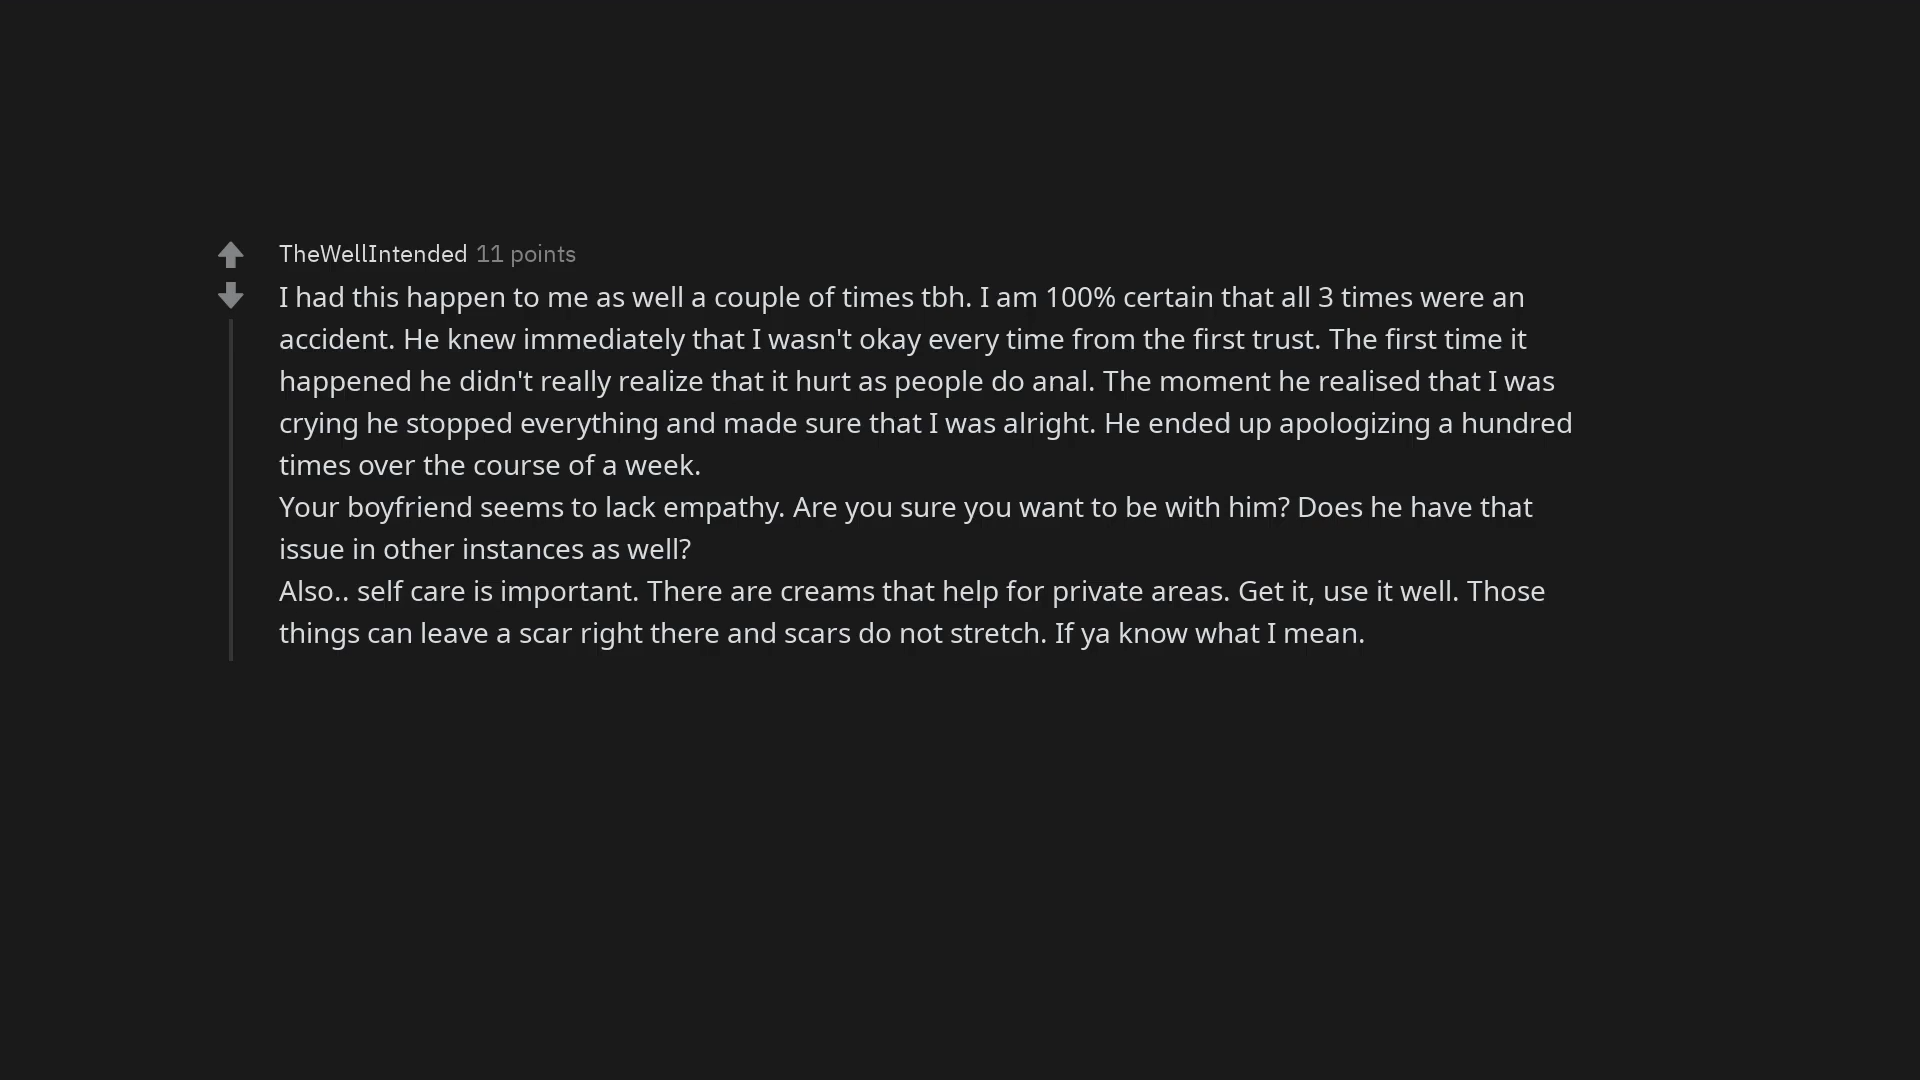 TheWellIntended 11 points
I had this happen to me as well a couple of times tbh. I am 100% certain that all 3 times were an
accident. He knew immediately that I wasn't okay every time from the first trust. The first time it
happened he didn't really realize that it hurt as people do anal. The moment he realised that I was
crying he stopped everything and made sure that I was alright. He ended up apologizing a hundred
times over the course of a week.
Your boyfriend seems to lack empathy. Are you sure you want to be with him? Does he have that
issue in other instances as well?
Also.. self care is important. There are creams that help for private areas. Get it, use it well. Those
things can leave a scar right there and scars do not stretch. If ya know what I mean.